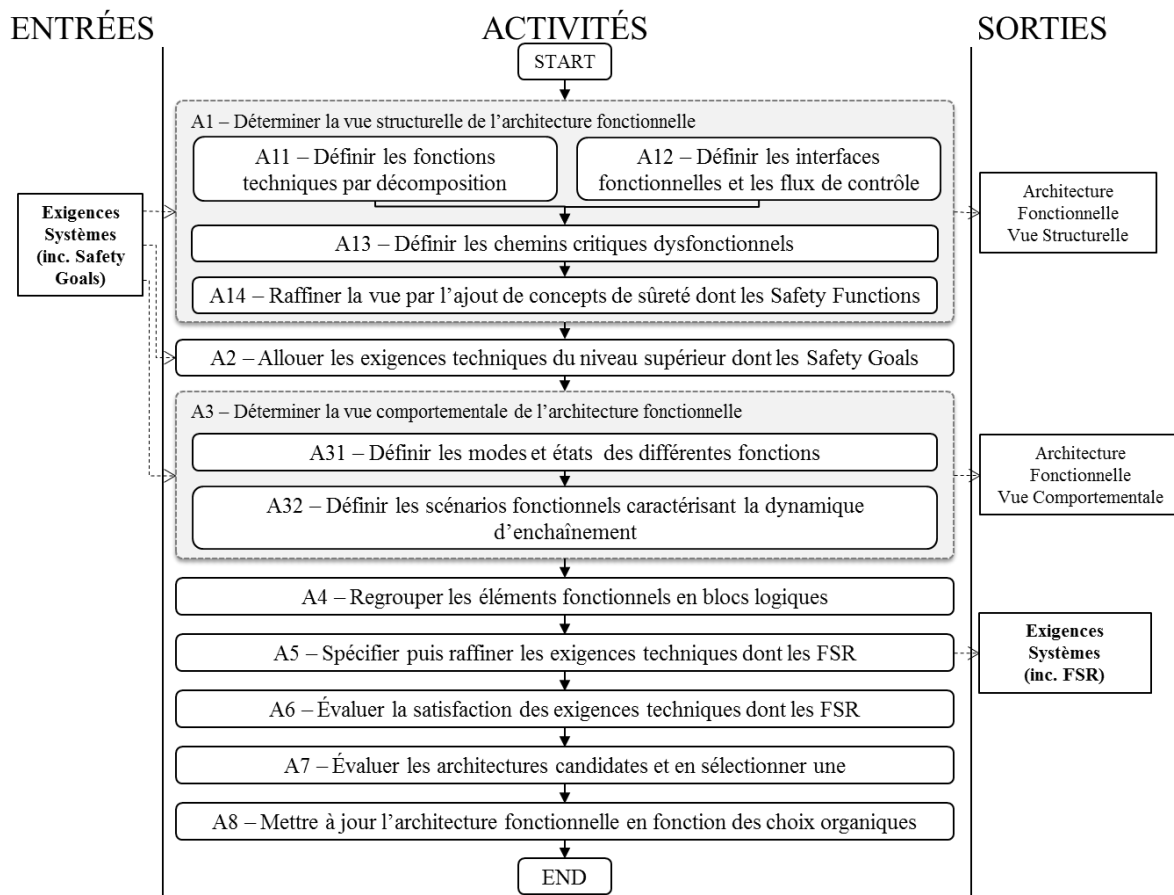 ENTRÉES
ACTIVITÉS
SORTIES
START
A1 – Déterminer la vue structurelle de l’architecture fonctionnelle
A11 – Définir les fonctions
techniques par décomposition
A12 – Définir les interfaces
fonctionnelles et les flux de contrôle
A13 – Définir les chemins critiques dysfonctionnels
A14 – Raffiner la vue par l’ajout de concepts de sûreté dont les Safety Functions
Exigences
Systèmes
(inc. Safety
Goals)
Architecture
Fonctionnelle
Vue Structurelle
A2 – Allouer les exigences techniques du niveau supérieur dont les Safety Goals
A3 – Déterminer la vue comportementale de l’architecture fonctionnelle
A31 – Définir les modes et états des différentes fonctions
A32 – Définir les scénarios fonctionnels caractérisant la dynamique
d’enchaînement
Architecture
Fonctionnelle
Vue Comportementale
A4 – Regrouper les éléments fonctionnels en blocs logiques
A5 – Spécifier puis raffiner les exigences techniques dont les FSR
Exigences
Systèmes
(inc. FSR)
A6 – Évaluer la satisfaction des exigences techniques dont les FSR
A7 – Évaluer les architectures candidates et en sélectionner une
A8 – Mettre à jour l’architecture fonctionnelle en fonction des choix organiques
END